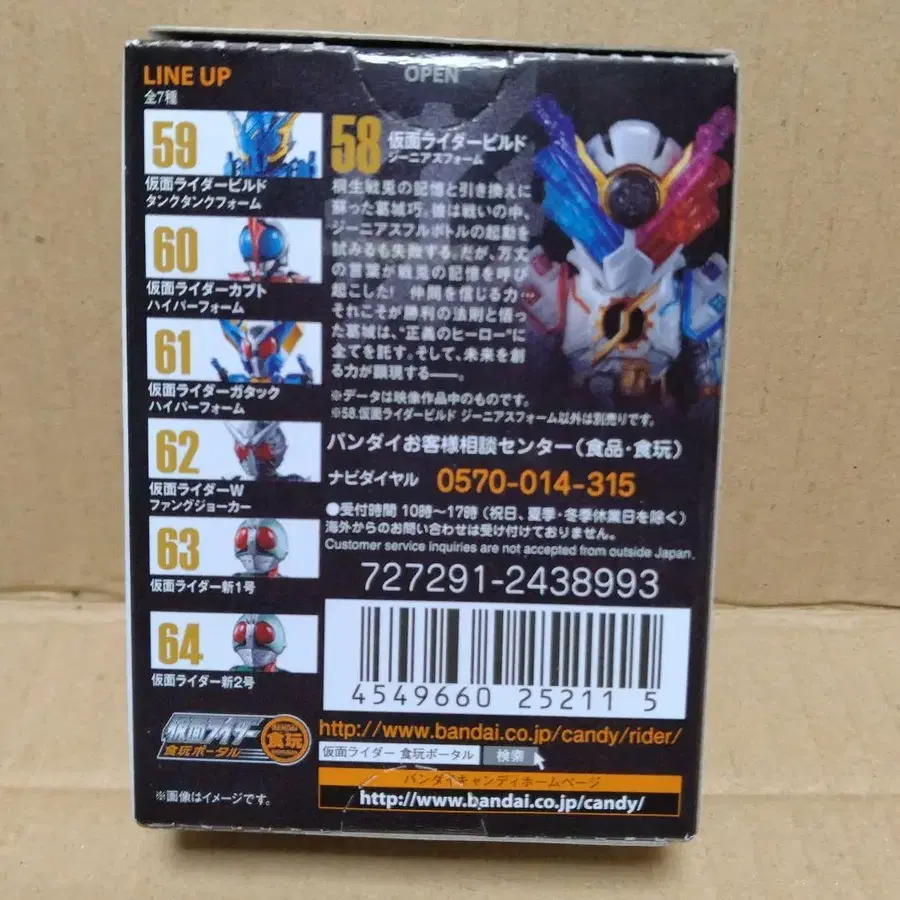 OPEN
LINE UP
全7種
59
仮面ライダービルド
タンクタンクフォーム
60
仮面ライダーカブト
ハイパーフォーム
61
仮面ライダーガタック
ハイパーフォーム
62
仮面ライダーW
ファングジョーカー
63
仮面ライダー新1号
64
仮面ライダー新2号
仮面ライダー
食玩ポータル
BANDAI
食玩
※画像はイメージです。
58 仮面ライダービルド
ジーニアスフォーム
桐生戦兎の記憶と引き換えに
蘇った葛城巧。彼は戦いの中、
ジーニアスフルボトルの起動を
試みるも失敗する。だが、万丈
の言葉が戦兎の記憶を呼び
起こした! 仲間を信じる力…
それこそが勝利の法則と悟っ
た葛城は、"正義のヒーロー"に
全てを託す。そして、未来を創
る力が顕現する――。
※データは映像作品中のものです。
※58.仮面ライダービルド ジーニアスフォーム以外は別売りです。
バンダイお客様相談センター(食品・食玩)
ナビダイヤル 0570-014-315
●受付時間 10時〜17時 (祝日、夏季・冬季休業日を除く)
海外からのお問い合わせは受け付けておりません。
Customer service inquiries are not accepted from outside Japan.
727291-2438993
4549660 25211 5
http://www.bandai.co.jp/candy/rider/
仮面ライダー 食玩ポータル 検索
バンダイキャンディホームページ
http://www.bandai.co.jp/candy/